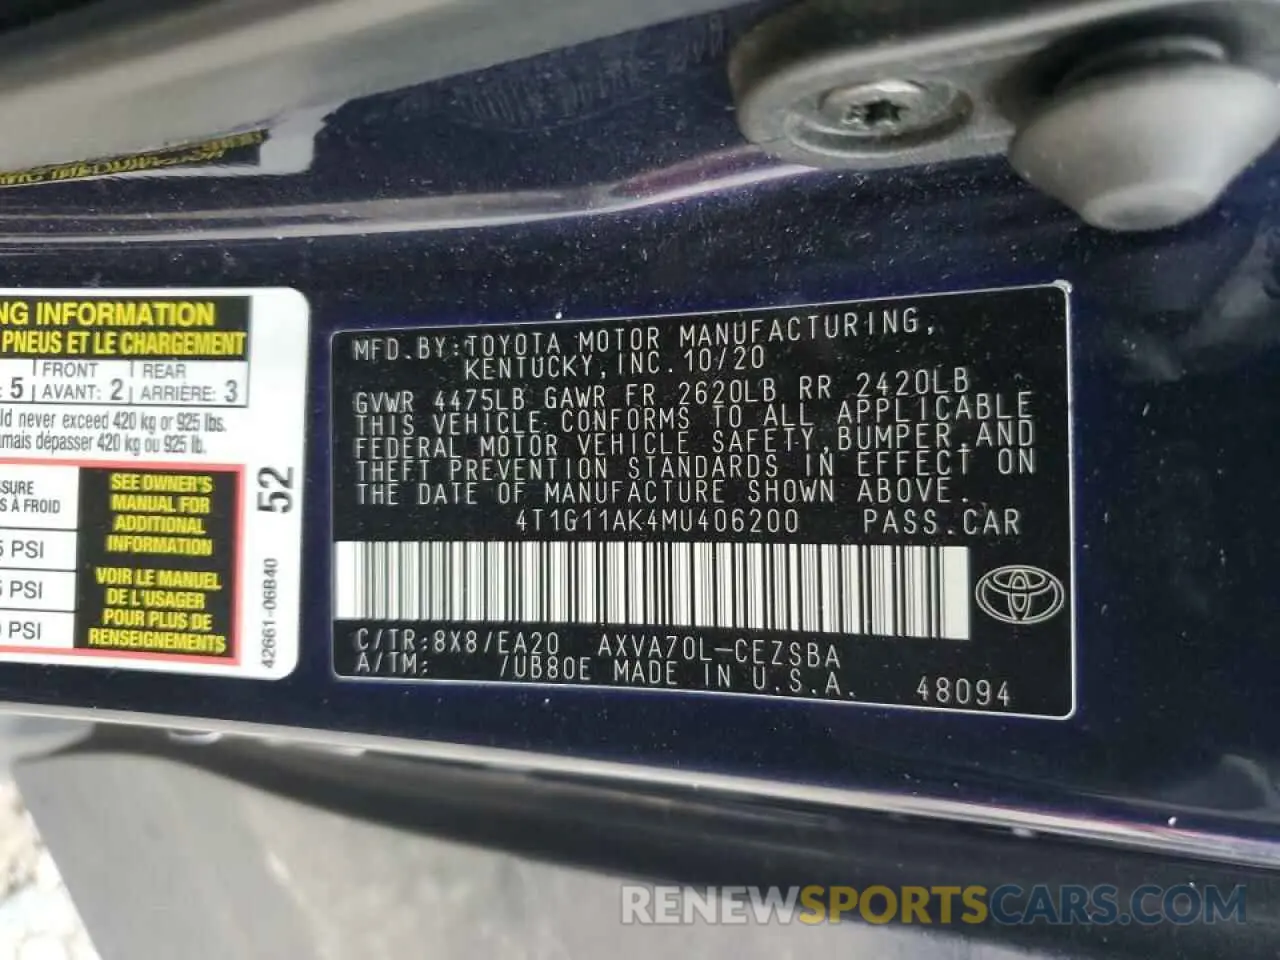 NG INFORMATION
PNEUS ET LE CHARGEMENT
5 FRONT REAR
AVANT: 2 ARRIÈRE: 3
never exceed 420 kg or 925 lbs.
dépasser 420 kg ou 925 lb.
À FROID
PSI
PSI
PSI
SEE OWNER'S
MANUAL FOR
ADDITIONAL
INFORMATION
VOIR LE MANUEL
DE L'USAGER
POUR PLUS DE
RENSEIGNEMENTS
52
42661-06B40
MFD.BY:TOYOTA MOTOR MANUFACTURING,
KENTUCKY,INC.10/20
GVWR 4475LB GAWR FR 2620LB RR 2420LB
THIS VEHICLE CONFORMS TO ALL APPLICABLE
FEDERAL MOTOR VEHICLE SAFETY,BUMPER,AND
THEFT PREVENTION STANDARDS IN EFFECT ON
THE DATE OF MANUFACTURE SHOWN ABOVE.
4T1G11AK4MU406200 PASS.CAR
C/TR:8X8/EA20 AXVA70L-CEZSBA
A/TM: /UB80E MADE IN U.S.A.
48094
RENEWSPORTSCARS.COM